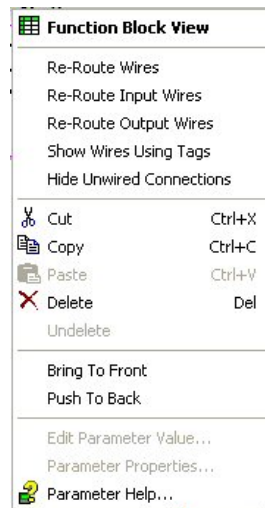 Function Block View
Re-Route Wires
Re-Route Input Wires
Re-Route Output Wires
Show Wires Using Tags
Hide Unwired Connections
Cut Ctrl+X
Copy Ctrl+C
Paste Ctrl+V
Delete Del
Undelete
Bring To Front
Push To Back
Edit Parameter Value...
Parameter Properties...
Parameter Help...